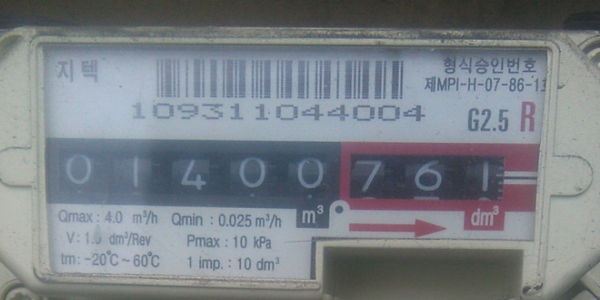 지텍
형식승인번호
제MPI-H-07-86-13
109311044004
G2.5 R
01400761
m³ dm³
Qmax : 4.0 m³/h Qmin : 0.025 m³/h
V : 1.0 dm³/Rev Pmax : 10 kPa
tm : -20℃ ~ 60℃ 1 imp. : 10 dm³